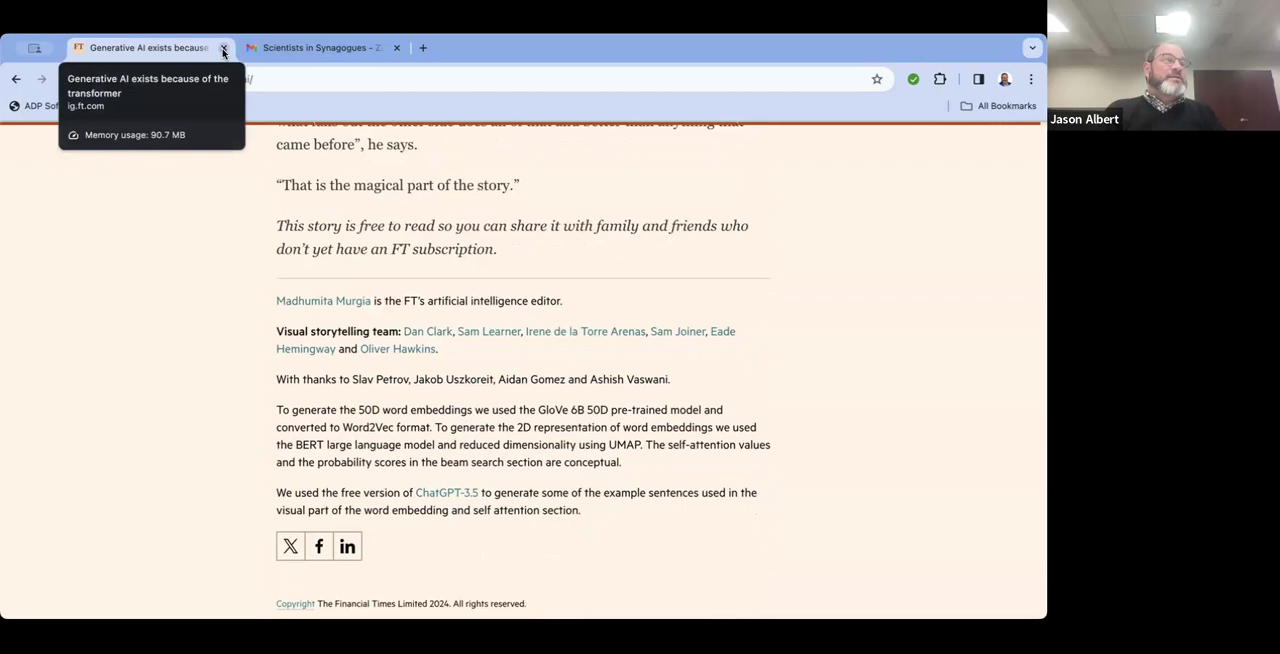 FT Generative AI exists because
Scientists in Synagogues - Z
Generative AI exists because of the
transformer
ig.ft.com
Memory usage: 90.7 MB
ai/
ADP Sof
All Bookmarks
Jason Albert
came before”, he says.
“That is the magical part of the story.”
This story is free to read so you can share it with family and friends who
don’t yet have an FT subscription.
Madhumita Murgia is the FT’s artificial intelligence editor.
Visual storytelling team: Dan Clark, Sam Learner, Irene de la Torre Arenas, Sam Joiner, Eade
Hemingway and Oliver Hawkins.
With thanks to Slav Petrov, Jakob Uszkoreit, Aidan Gomez and Ashish Vaswani.
To generate the 50D word embeddings we used the GloVe 6B 50D pre-trained model and
converted to Word2Vec format. To generate the 2D representation of word embeddings we used
the BERT large language model and reduced dimensionality using UMAP. The self-attention values
and the probability scores in the beam search section are conceptual.
We used the free version of ChatGPT-3.5 to generate some of the example sentences used in the
visual part of the word embedding and self attention section.
X f in
Copyright The Financial Times Limited 2024. All rights reserved.